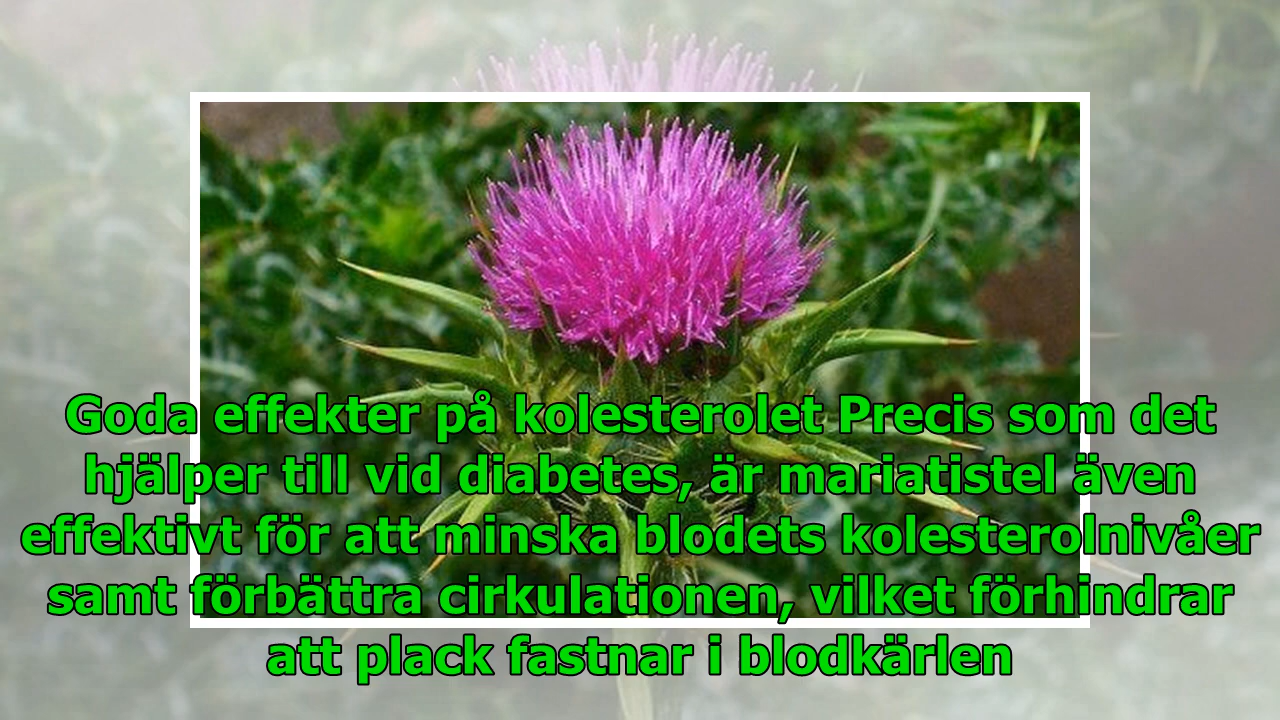 Goda effekter på kolesterolet Precis som det
hjälper till vid diabetes, är mariatistel även
effektivt för att minska blodets kolesterolnivåer
samt förbättra cirkulationen, vilket förhindrar
att plack fastnar i blodkärlen